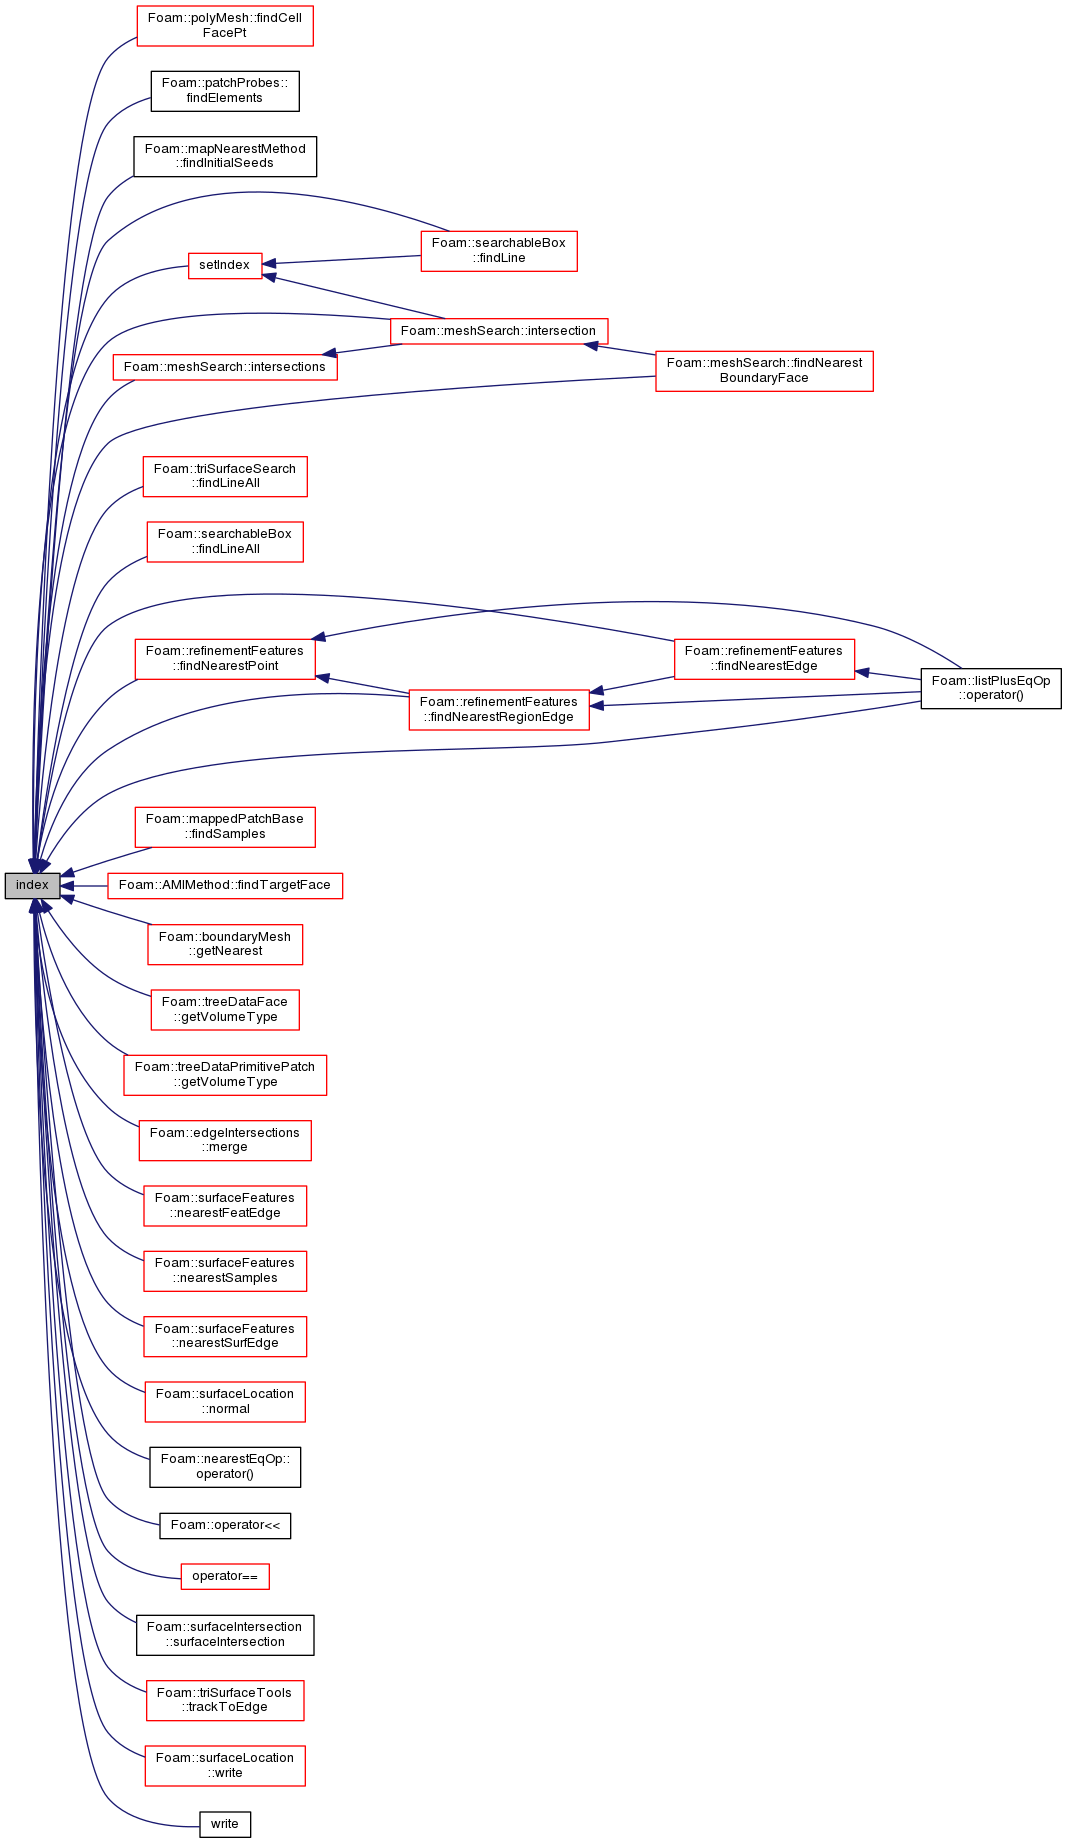 Foam::polyMesh::findCell
FacePt
Foam::patchProbes::
findElements
Foam::mapNearestMethod
::findInitialSeeds
Foam::searchableBox
::findLine
setIndex
Foam::meshSearch::intersection
Foam::meshSearch::intersections
Foam::meshSearch::findNearest
BoundaryFace
Foam::triSurfaceSearch
::findLineAll
Foam::searchableBox
::findLineAll
Foam::refinementFeatures
::findNearestPoint
Foam::refinementFeatures
::findNearestEdge
Foam::listPlusEqOp
::operator()
Foam::refinementFeatures
::findNearestRegionEdge
Foam::mappedPatchBase
::findSamples
index
Foam::AMIMethod::findTargetFace
Foam::boundaryMesh
::getNearest
Foam::treeDataFace
::getVolumeType
Foam::treeDataPrimitivePatch
::getVolumeType
Foam::edgeIntersections
::merge
Foam::surfaceFeatures
::nearestFeatEdge
Foam::surfaceFeatures
::nearestSamples
Foam::surfaceFeatures
::nearestSurfEdge
Foam::surfaceLocation
::normal
Foam::nearestEqOp::
operator()
Foam::operator<<
operator==
Foam::surfaceIntersection
::surfaceIntersection
Foam::triSurfaceTools
::trackToEdge
Foam::surfaceLocation
::write
write